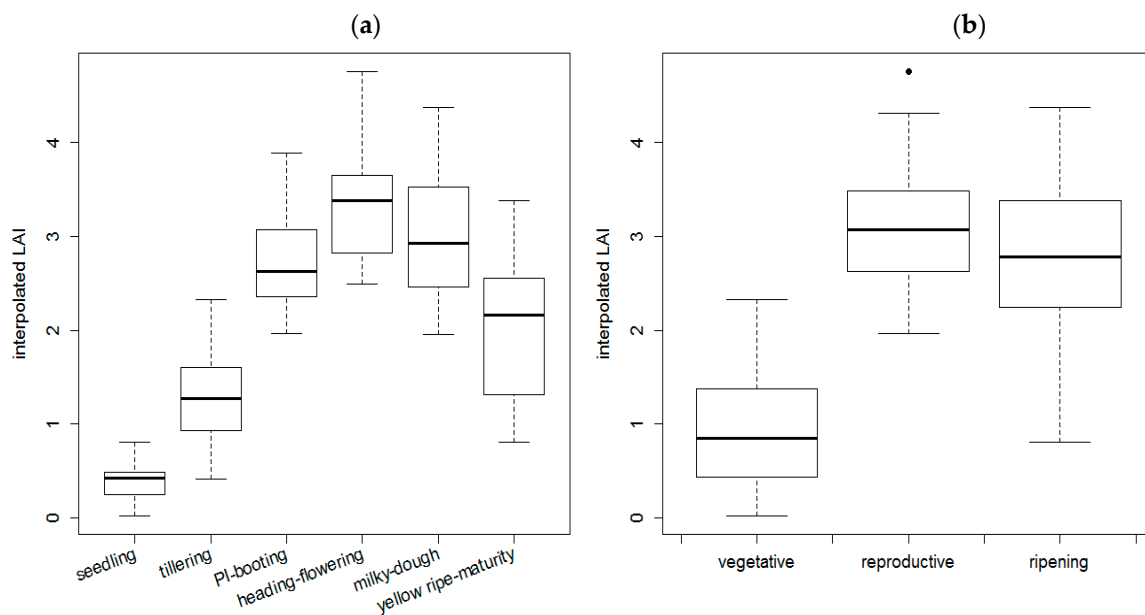 (a)
interpolated LAI
4
3
2
1
0
seedling
tillering
PI-booting
heading-flowering
milky-dough
yellow ripe-maturity
(b)
interpolated LAI
4
3
2
1
0
vegetative
reproductive
ripening